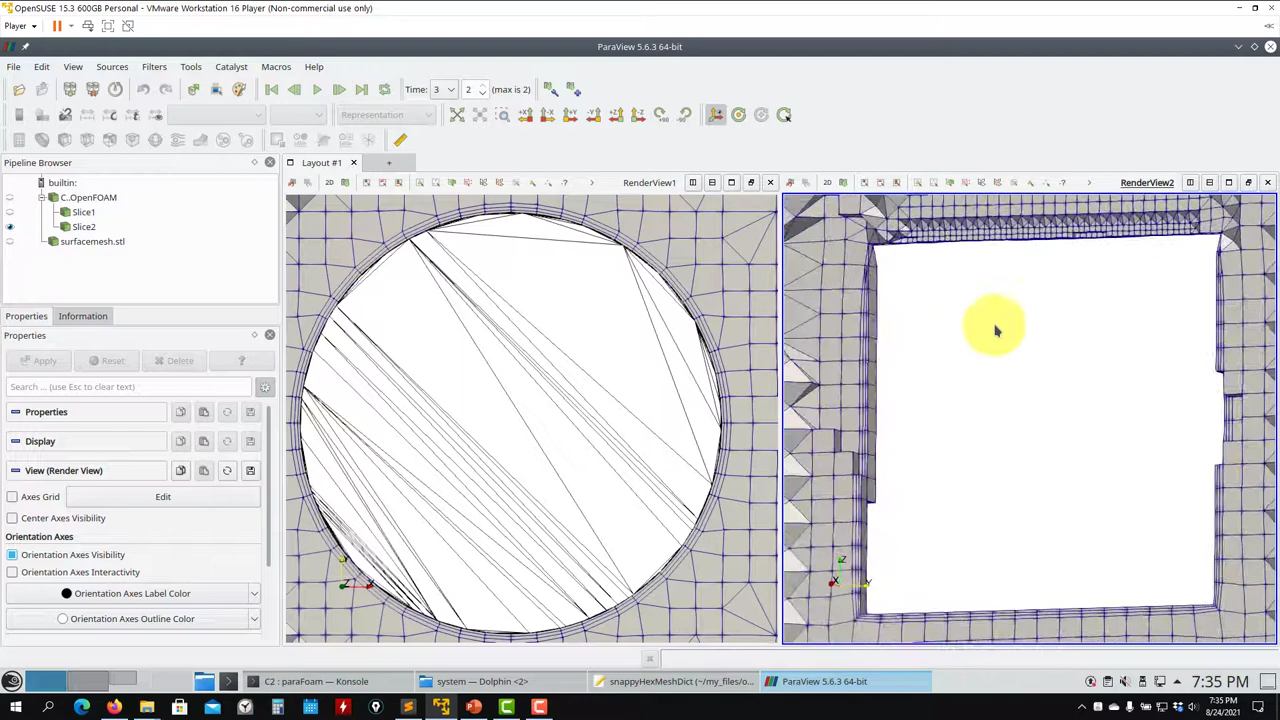 OpenSUSE 15.3 600GB Personal - VMware Workstation 16 Player (Non-commercial use only)
Player
ParaView 5.6.3 64-bit
File Edit View Sources Filters Tools Catalyst Macros Help
Time: 3 2 (max is 2)
Representation
+X -X +Y -Y +Z -Z +90 -90
Pipeline Browser
Layout #1 +
builtin:
C..OpenFOAM
Slice1
Slice2
surfacemesh.stl
2D RenderView1
2D RenderView2
Properties Information
Properties
Apply Reset Delete ?
Search ... (use Esc to clear text)
Properties
Display
View (Render View)
Axes Grid Edit
Center Axes Visibility
Orientation Axes
Orientation Axes Visibility
Orientation Axes Interactivity
Orientation Axes Label Color
Orientation Axes Outline Color
Y
Z X
Z
X Y
C2 : paraFoam — Konsole
system — Dolphin <2>
snappyHexMeshDict (~/my_files/o...
ParaView 5.6.3 64-bit
7:35 PM
7:35 PM
8/24/2021